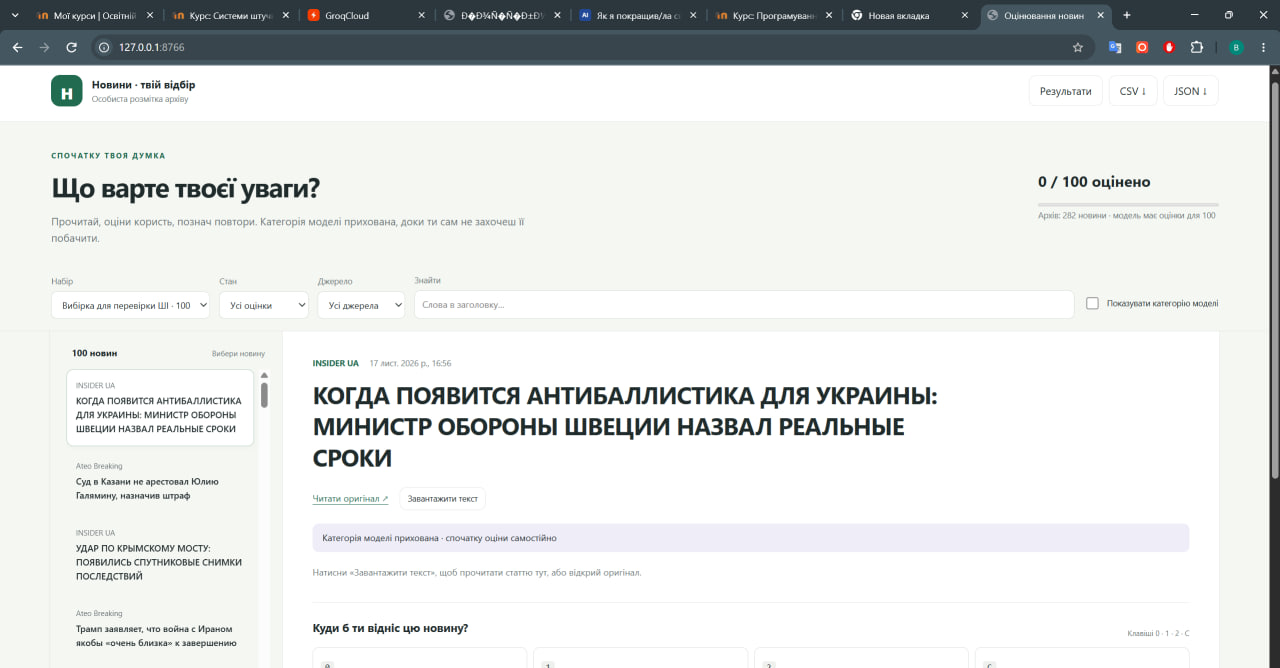 Мої курси | Освітній
Курс: Системи штуч
GroqCloud
Як я покращив/ла с
Курс: Програмуванн
Новая вкладка
Оцінювання новин
127.0.0.1:8766
B
Н
Новини · твій відбір
Особиста розмітка архіву
Результати
CSV ↓
JSON ↓
СПОЧАТКУ ТВОЯ ДУМКА
Що варте твоєї уваги?
Прочитай, оціни користь, познач повтори. Категорія моделі прихована, доки ти сам не захочеш її
побачити.
0 / 100 оцінено
Архів: 282 новини · модель має оцінки для 100
Набір
Стан
Джерело
Знайти
Вибірка для перевірки ШІ · 100
Усі оцінки
Усі джерела
Слова в заголовку...
Показувати категорію моделі
100 новин
Вибери новину
INSIDER UA
КОГДА ПОЯВИТСЯ АНТИБАЛЛИСТИКА
ДЛЯ УКРАИНЫ: МИНИСТР ОБОРОНЫ
ШВЕЦИИ НАЗВАЛ РЕАЛЬНЫЕ СРОКИ
Ateo Breaking
Суд в Казани не арестовал Юлию
Галямину, назначив штраф
INSIDER UA
УДАР ПО КРЫМСКОМУ МОСТУ:
ПОЯВИЛИСЬ СПУТНИКОВЫЕ СНИМКИ
ПОСЛЕДСТВИЙ
Ateo Breaking
Трамп заявляет, что война с Ираном
якобы «очень близка» к завершению
INSIDER UA
17 лист. 2026 р., 16:56
КОГДА ПОЯВИТСЯ АНТИБАЛЛИСТИКА ДЛЯ УКРАИНЫ:
МИНИСТР ОБОРОНЫ ШВЕЦИИ НАЗВАЛ РЕАЛЬНЫЕ
СРОКИ
Читати оригінал ↗
Завантажити текст
Категорія моделі прихована · спочатку оціни самостійно
Натисни «Завантажити текст», щоб прочитати статтю тут, або відкрий оригінал.
Куди б ти відніс цю новину?
Клавіші 0 · 1 · 2 · C
0
1
2
C